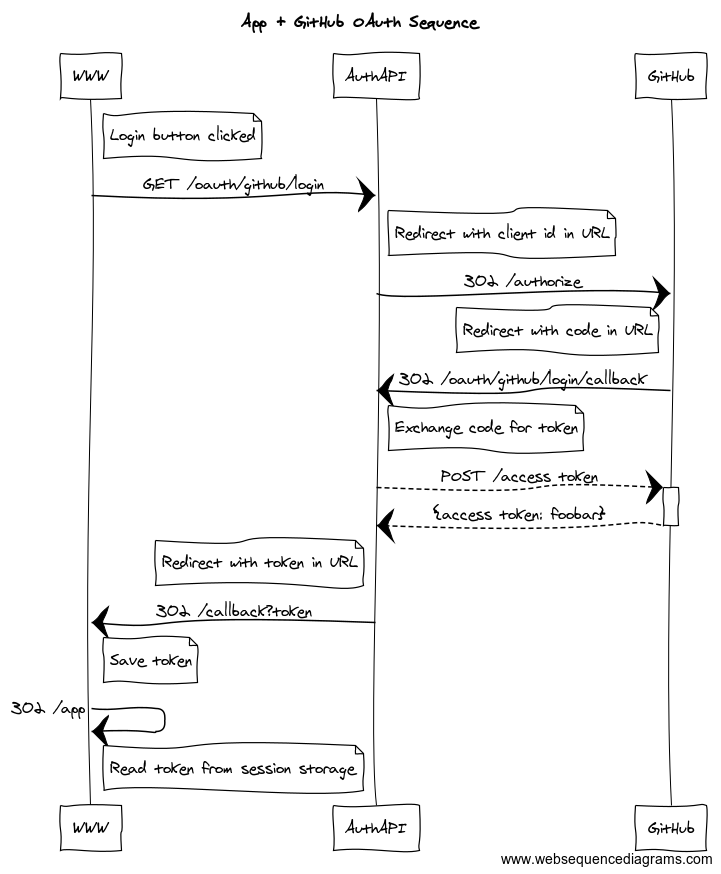 App + GitHub OAuth Sequence
WWW
AuthAPI
GitHub
Login button clicked
GET /oauth/github/login
Redirect with client id in URL
302 /authorize
Redirect with code in URL
302 /oauth/github/login/callback
Exchange code for token
POST /access token
{access token: foobar}
Redirect with token in URL
302 /callback?token
Save token
302 /app
Read token from session storage
WWW
AuthAPI
GitHub
www.websequencediagrams.com